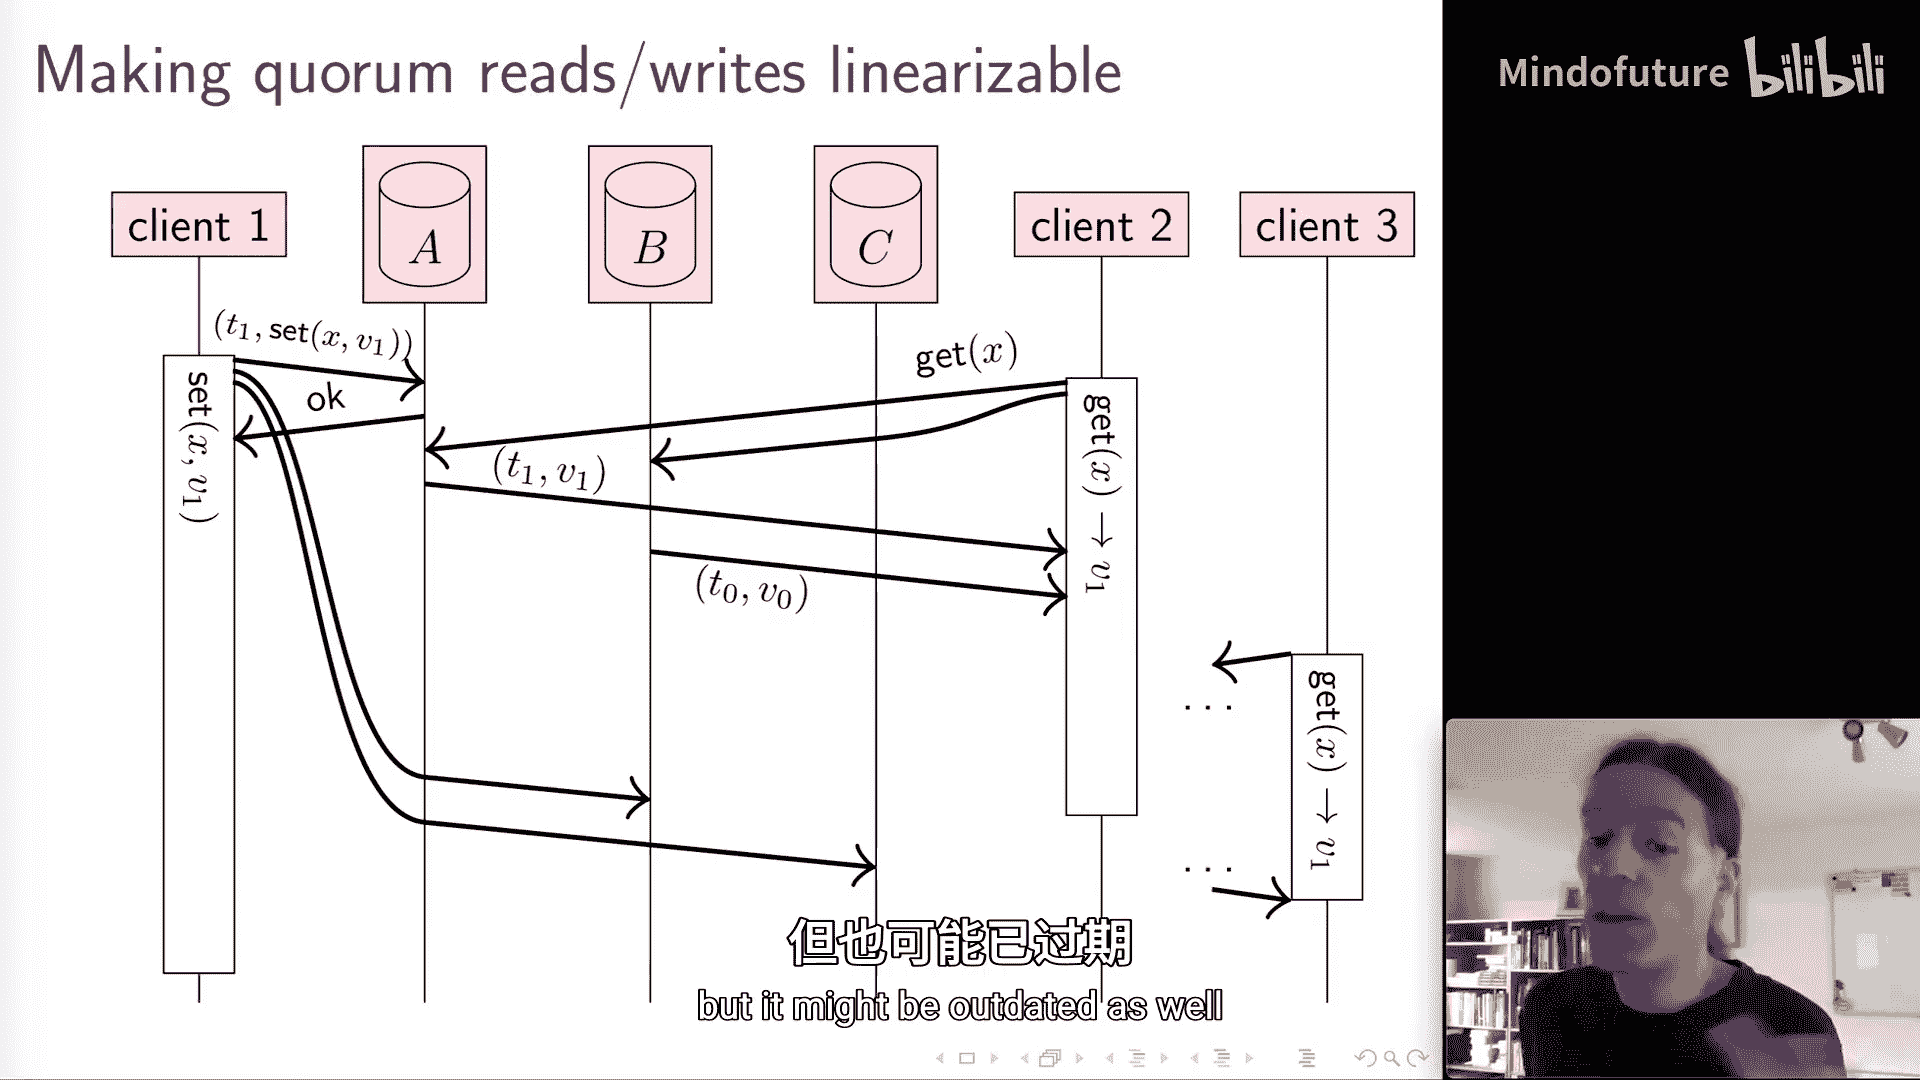 Making quorum reads/writes linearizable
Mindofuture bilibili
A
B
C
client 1
client 2
client 3
(t₁, set(x, v₁))
get(x)
ok
set(x, v₁)
get(x) → v₁
(t₁, v₁)
(t₀, v₀)
get(x) → v₁
...
...
但也可能已过期
but it might be outdated as well